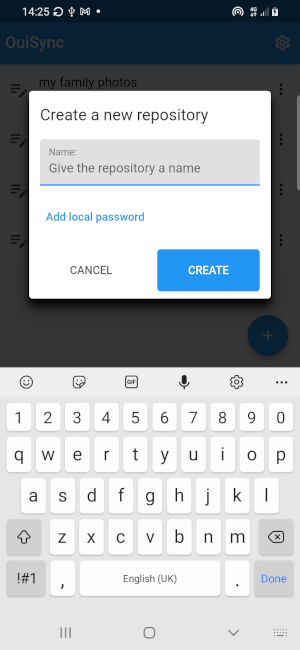 14:25
4G
OuiSync
my family photos
Create a new repository
Name:
Give the repository a name
Add local password
CANCEL
CREATE
+
GIF
1 2 3 4 5 6 7 8 9 0
q w e r t y u i o p
a s d f g h j k l
z x c v b n m
!#1 , English (UK) . Done